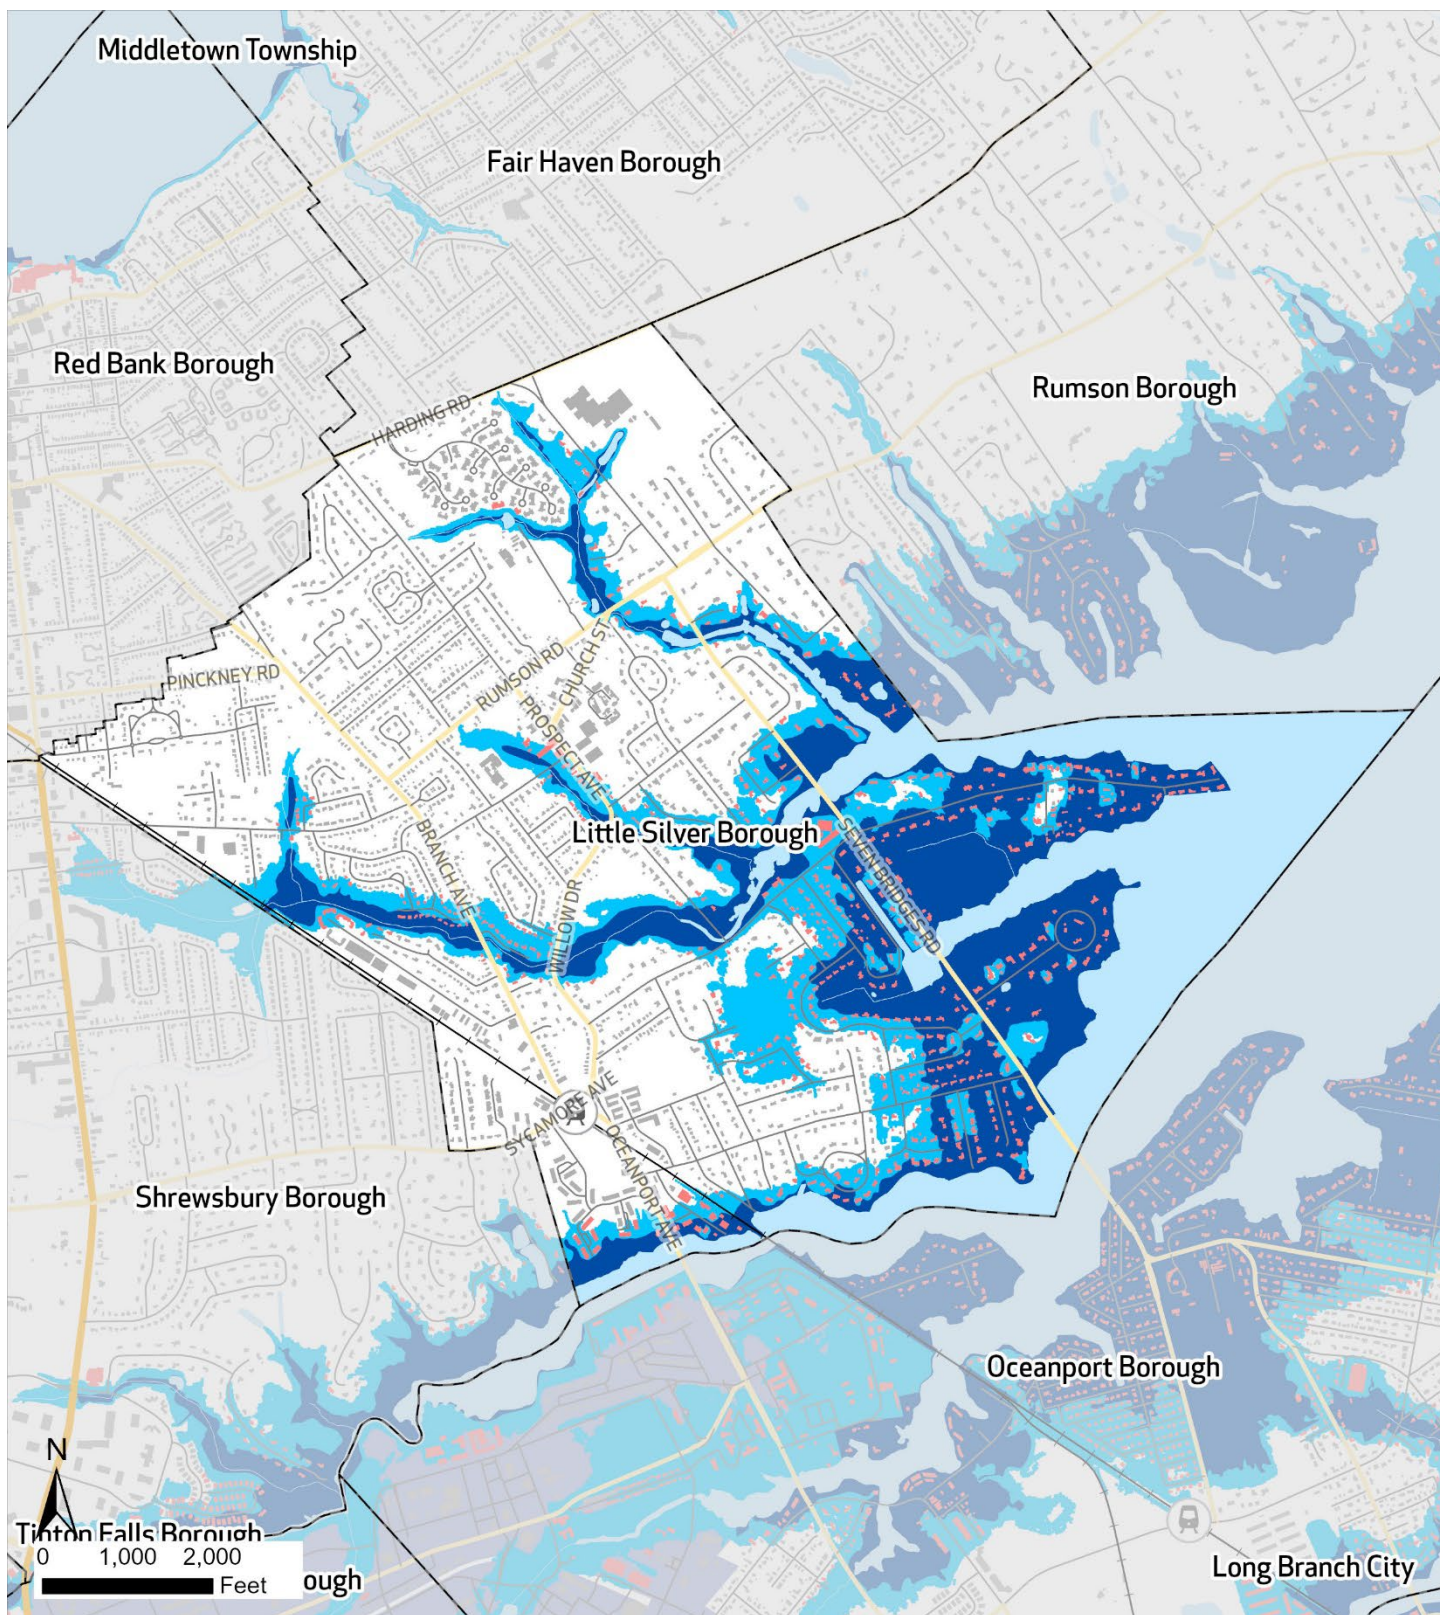 Middletown Township
Fair Haven Borough
Red Bank Borough
Rumson Borough
HARDING RD
PINCKNEY RD
RUMSON RD
CHURCH ST
PROSPECT AVE
BRANCH AVE
Little Silver Borough
SEVEN BRIDGES RD
WILLOW DR
SYCAMORE AVE
OCEANPORT AVE
Shrewsbury Borough
Oceanport Borough
N
Tinton Falls Borough
0 1,000 2,000
Feet
ough
Long Branch City